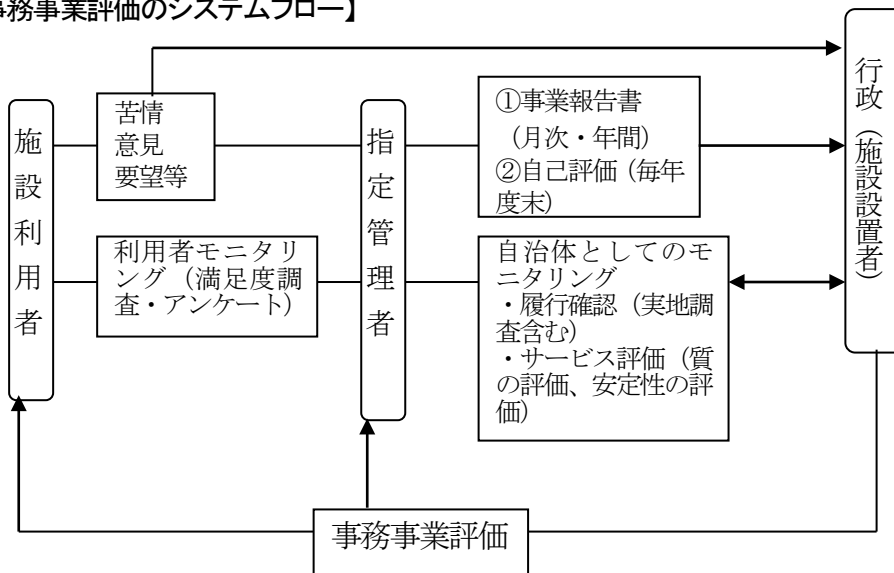 務事業評価のシステムフロー】
施設利用者
苦情
意見
要望等
利用者モニタリ
ング（満足度調
査・アンケート）
指定管理者
①事業報告書
（月次・年間）
②自己評価（毎年
度末）
自治体としてのモ
ニタリング
・履行確認（実地調
査含む）
・サービス評価（質
の評価、安定性の評
価）
行政（施設設置者）
事務事業評価